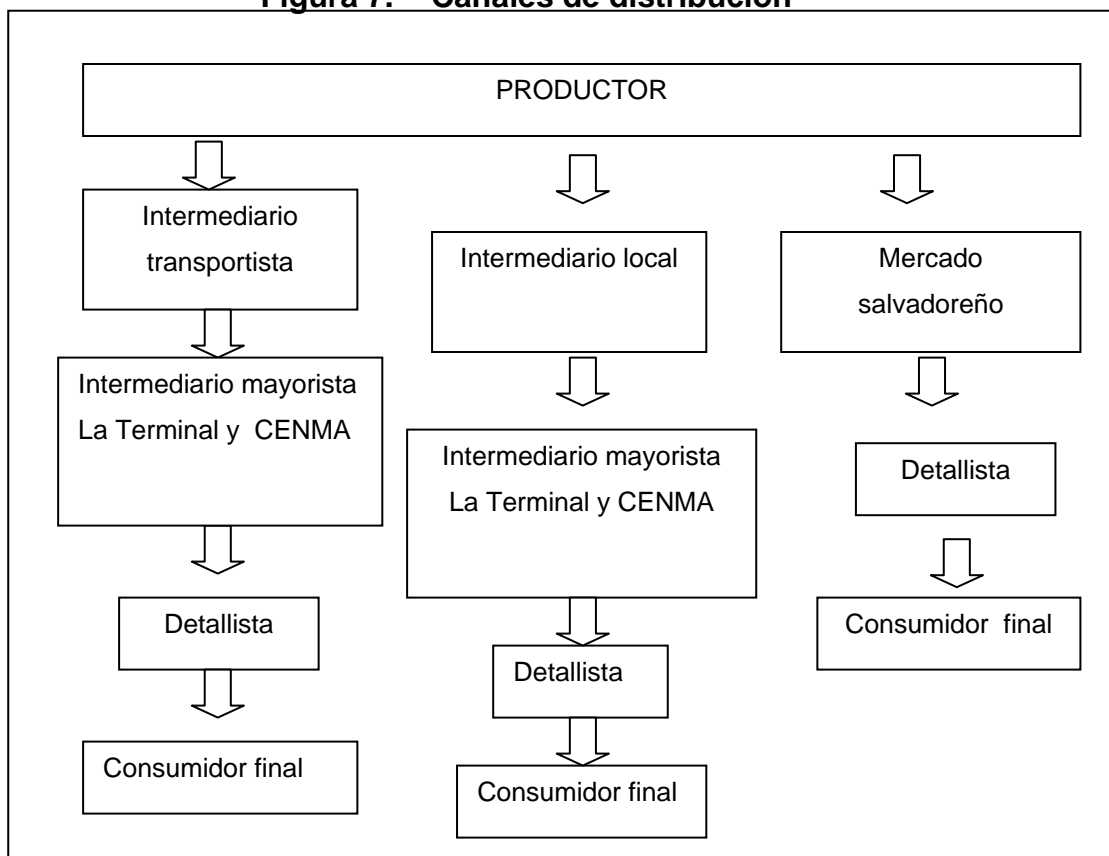 Figura 7. Canales de distribución
PRODUCTOR
Intermediario
transportista
Intermediario mayorista
La Terminal y CENMA
Detallista
Consumidor final
Intermediario local
Intermediario mayorista
La Terminal y CENMA
Detallista
Consumidor final
Mercado
salvadoreño
Detallista
Consumidor final